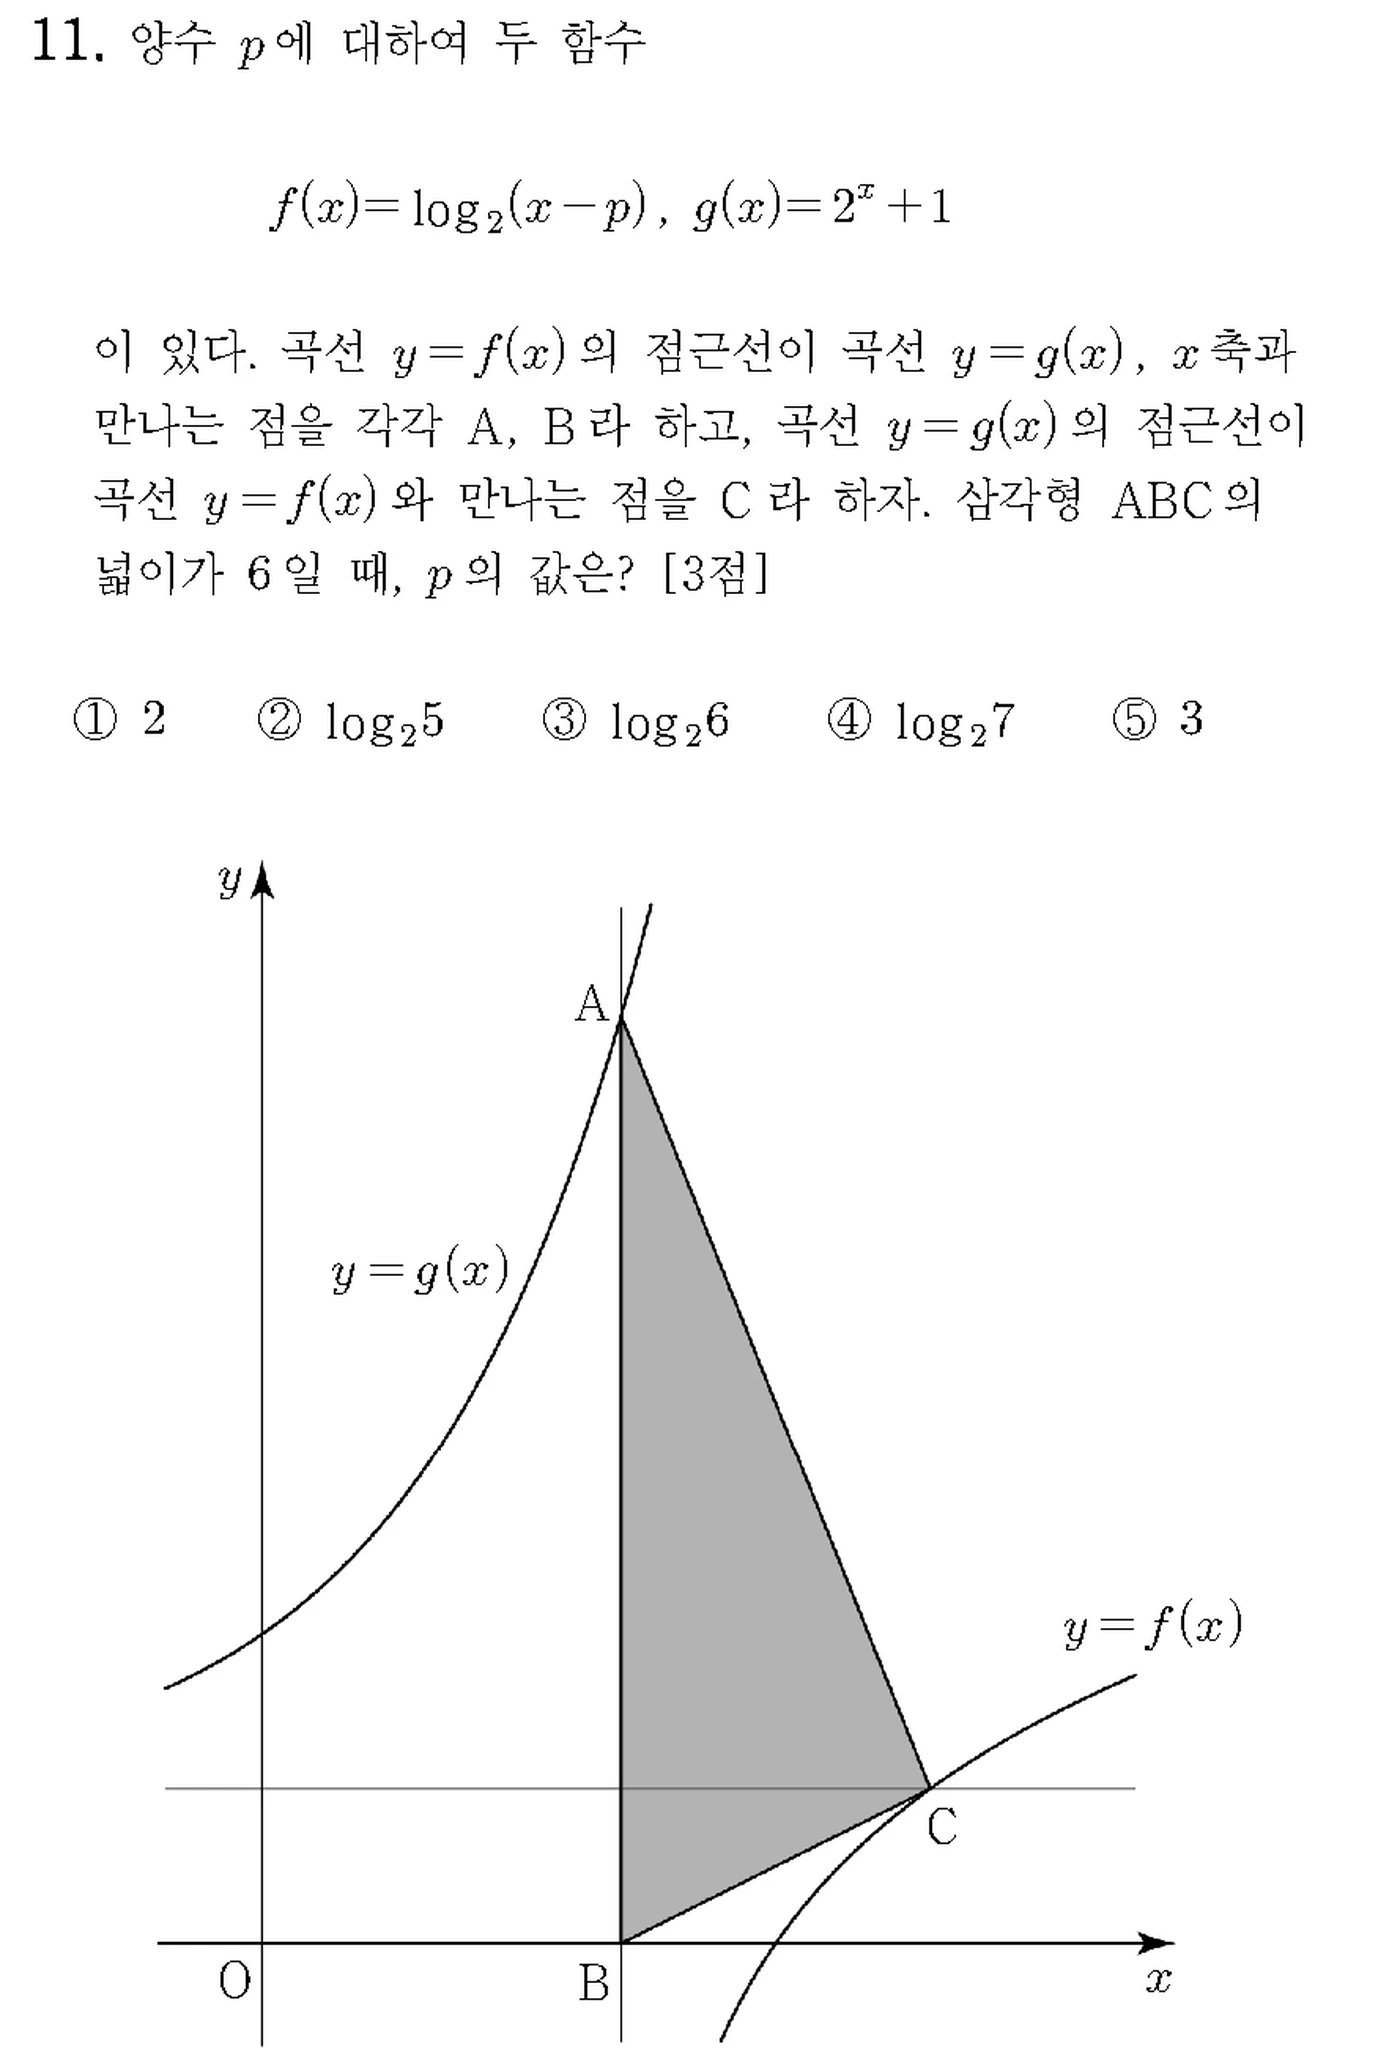 11. 양수 p에 대하여 두 함수
f(x)=log₂(x-p), g(x)=2ˣ+1
이 있다. 곡선 y=f(x)의 점근선이 곡선 y=g(x), x축과
만나는 점을 각각 A, B라 하고, 곡선 y=g(x)의 점근선이
곡선 y=f(x)와 만나는 점을 C라 하자. 삼각형 ABC의
넓이가 6일 때, p의 값은? [3점]
① 2 ② log₂5 ③ log₂6 ④ log₂7 ⑤ 3
y
A
y=g(x)
y=f(x)
C
O
B
x